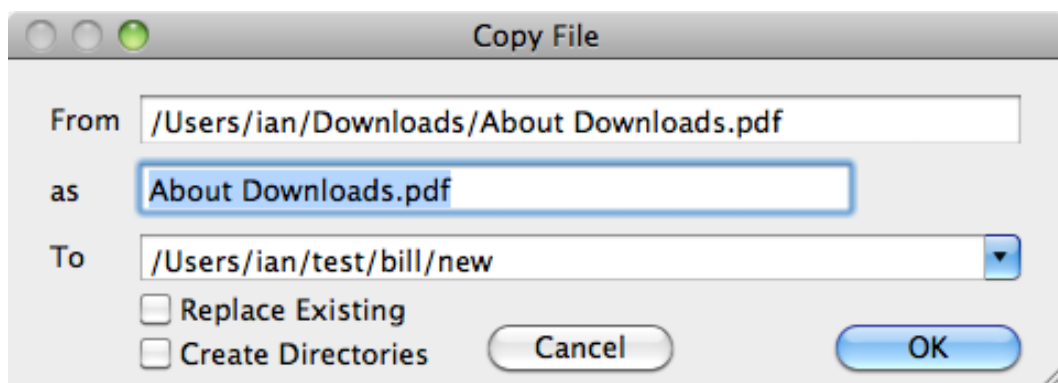 Copy File
From /Users/ian/Downloads/About Downloads.pdf
as About Downloads.pdf
To /Users/ian/test/bill/new
Replace Existing
Create Directories Cancel OK